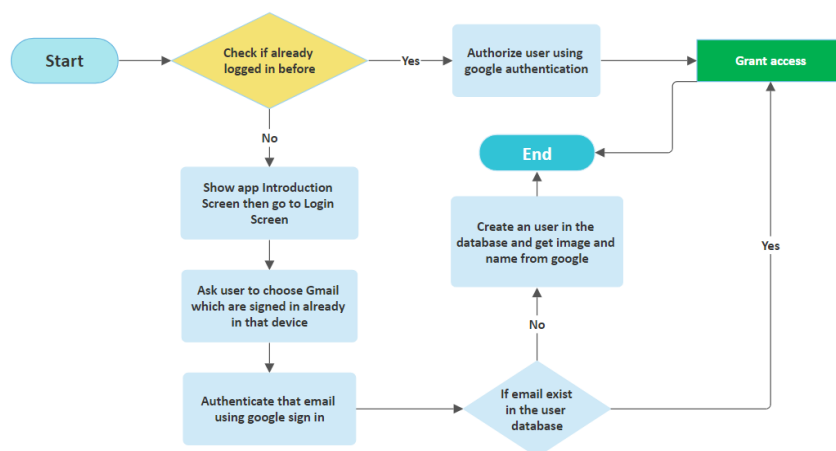 Start
Check if already
logged in before
Yes
Authorize user using
google authentication
Grant access
No
End
Show app Introduction
Screen then go to Login
Screen
Create an user in the
database and get image and
name from google
Yes
Ask user to choose Gmail
which are signed in already
in that device
No
Authenticate that email
using google sign in
If email exist
in the user
database